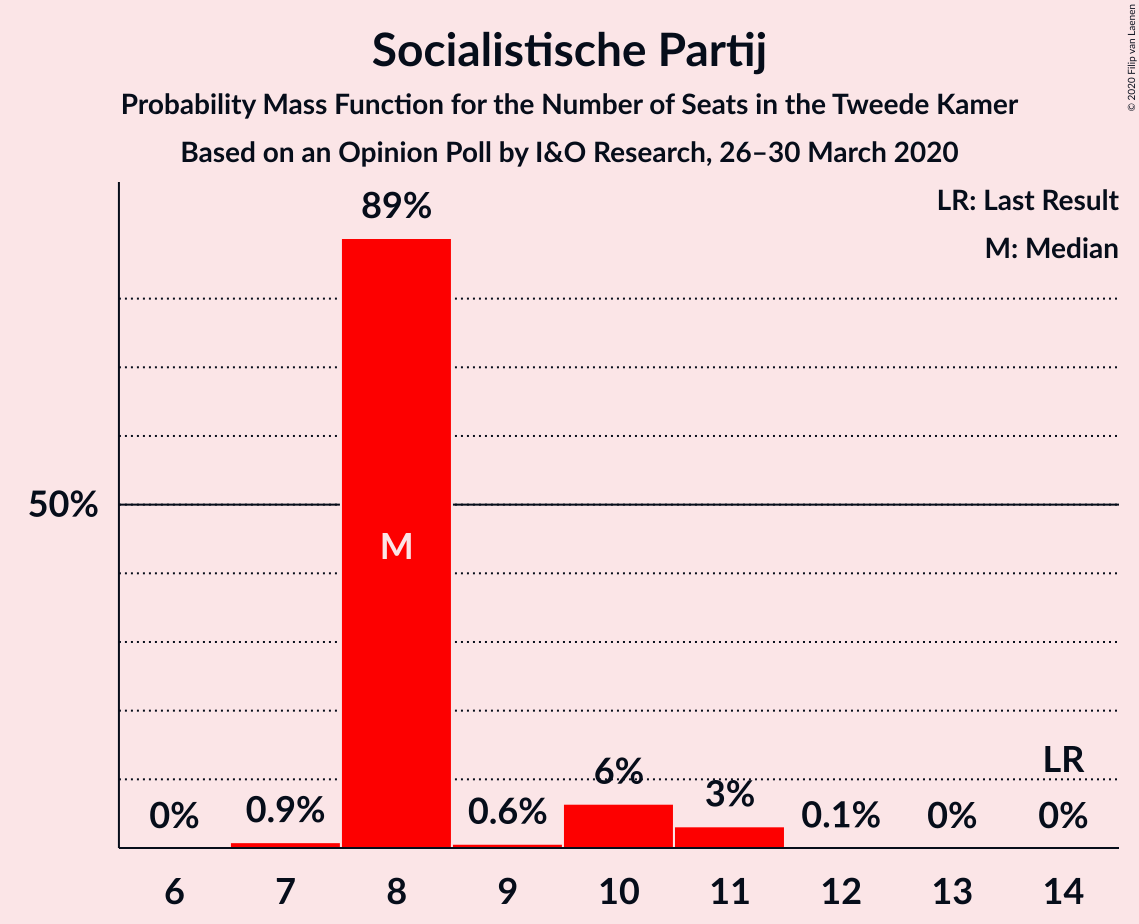 Socialistische Partij
Probability Mass Function for the Number of Seats in the Tweede Kamer
Based on an Opinion Poll by I&O Research, 26–30 March 2020
© 2020 Filip van Laenen
LR: Last Result
M: Median
89%
50%
M
LR
0%
0.9%
0.6%
6%
3%
0.1%
0%
0%
6 7 8 9 10 11 12 13 14